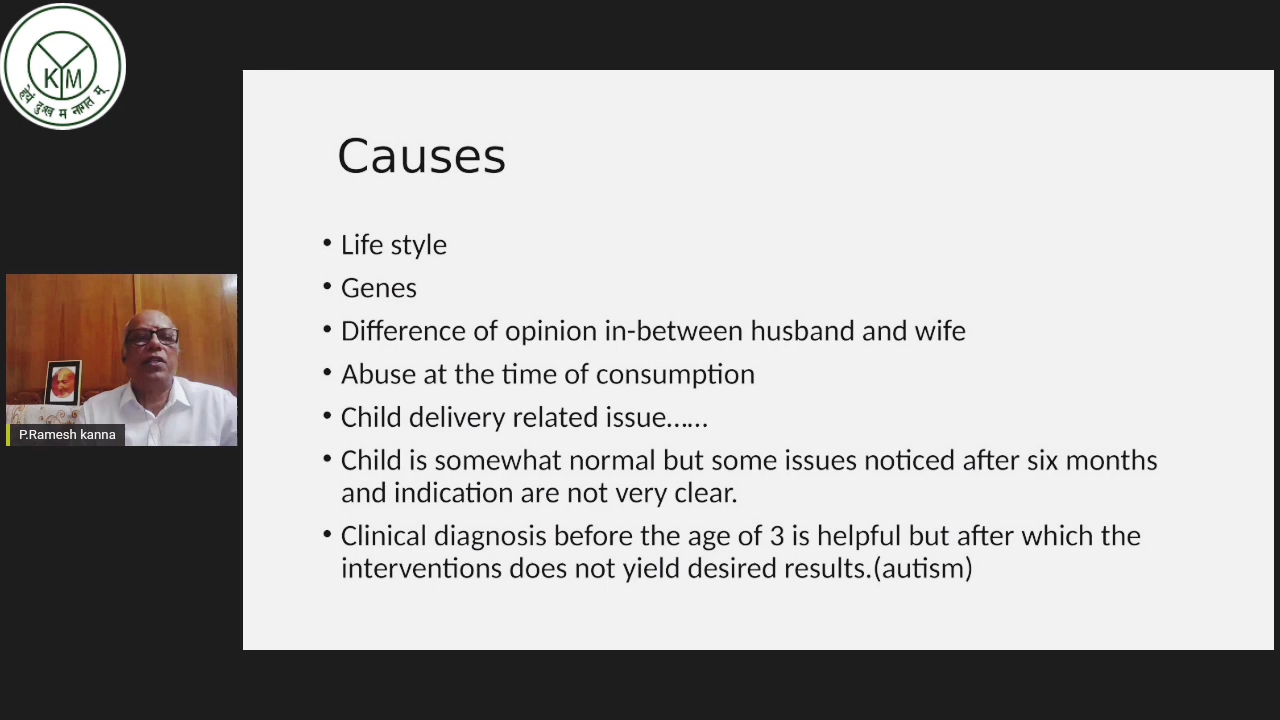 KYM
हेयं दुःख म नागत म्
Causes
• Life style
• Genes
• Difference of opinion in-between husband and wife
• Abuse at the time of consumption
• Child delivery related issue……
• Child is somewhat normal but some issues noticed after six months
and indication are not very clear.
• Clinical diagnosis before the age of 3 is helpful but after which the
interventions does not yield desired results.(autism)
P.Ramesh kanna